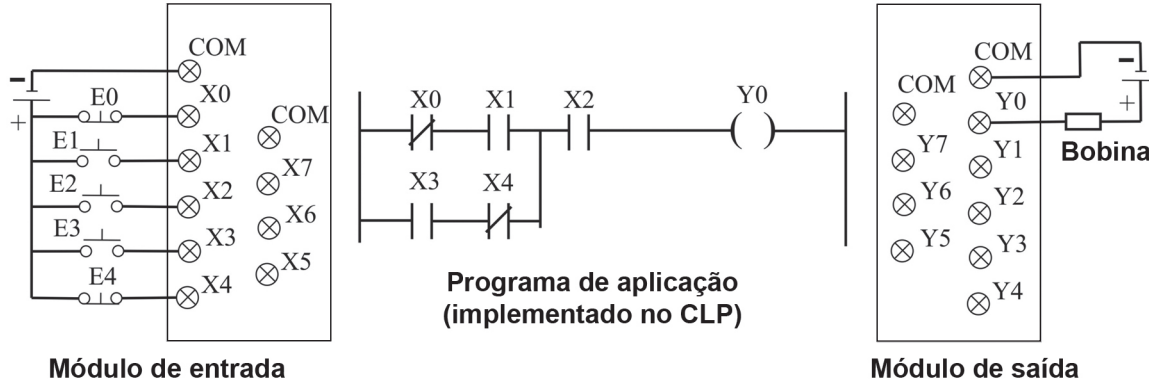 COM
-
+
E0
X0
E1
X1
E2
X2
E3
X3
E4
X4
COM
X7
X6
X5
Módulo de entrada
X0 X1 X2 Y0
X3 X4
Programa de aplicação
(implementado no CLP)
COM
Y7
Y6
Y5
COM
Y0
Y1
Y2
Y3
Y4
-
+
Bobina
Módulo de saída